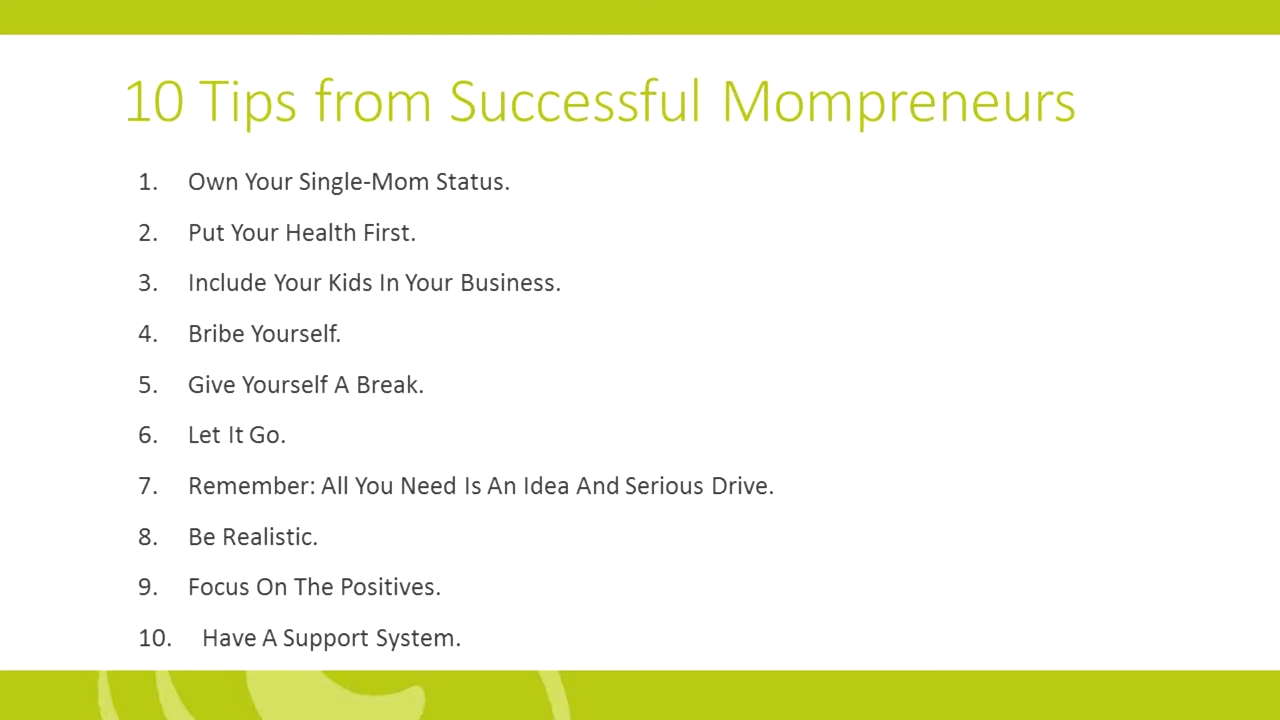 10 Tips from Successful Mompreneurs
1. Own Your Single-Mom Status.
2. Put Your Health First.
3. Include Your Kids In Your Business.
4. Bribe Yourself.
5. Give Yourself A Break.
6. Let It Go.
7. Remember: All You Need Is An Idea And Serious Drive.
8. Be Realistic.
9. Focus On The Positives.
10. Have A Support System.